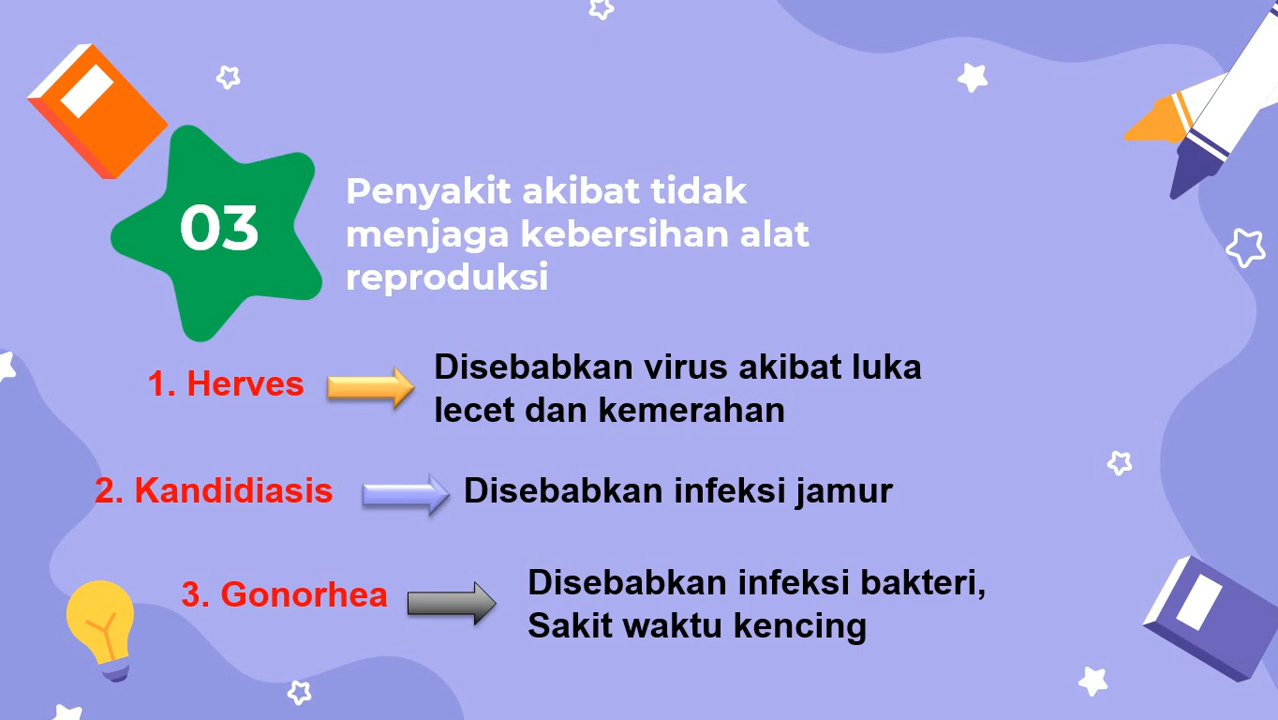 03
Penyakit akibat tidak
menjaga kebersihan alat
reproduksi
1. Herves
Disebabkan virus akibat luka
lecet dan kemerahan
2. Kandidiasis
Disebabkan infeksi jamur
3. Gonorhea
Disebabkan infeksi bakteri,
Sakit waktu kencing